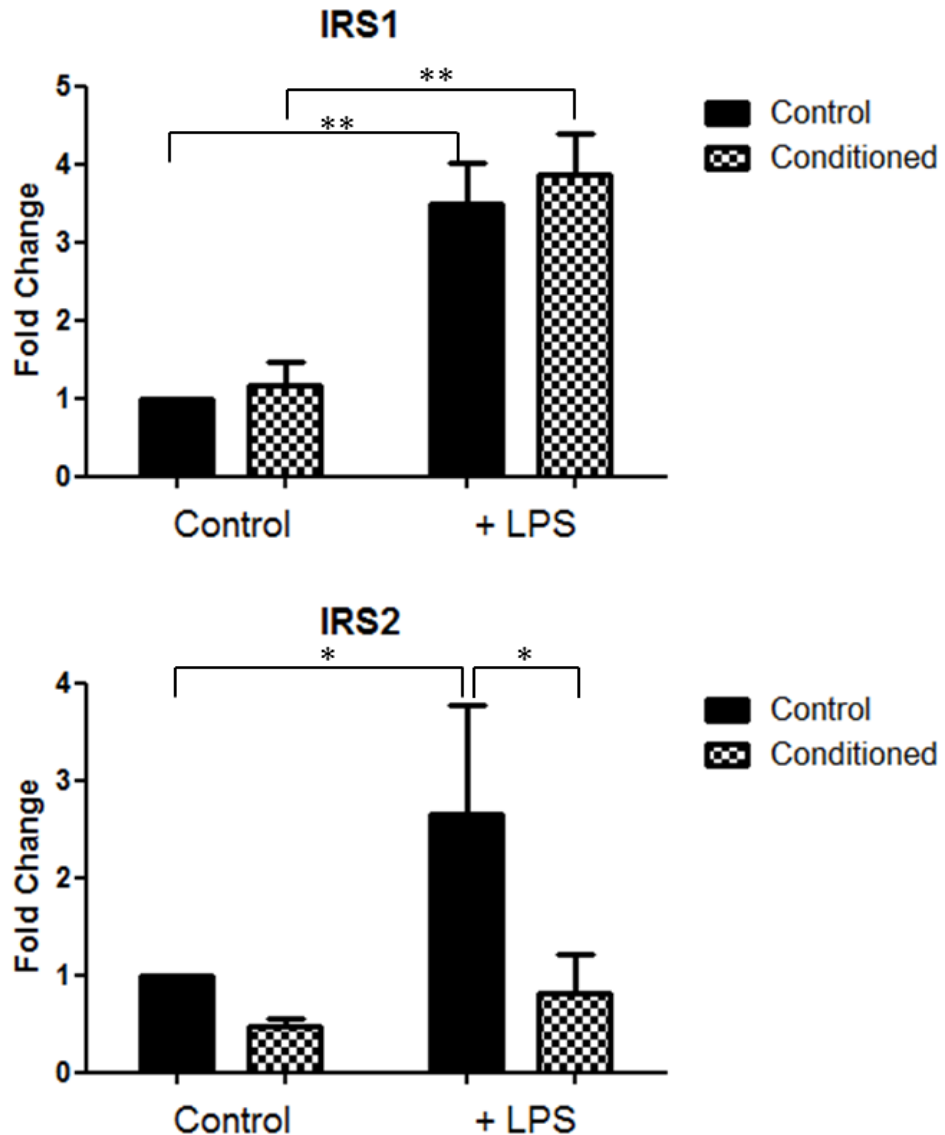 IRS1
**
**
5
4
3
2
1
0
Fold Change
Control
+ LPS
Control
Conditioned
IRS2
*
*
4
3
2
1
0
Fold Change
Control
+ LPS
Control
Conditioned